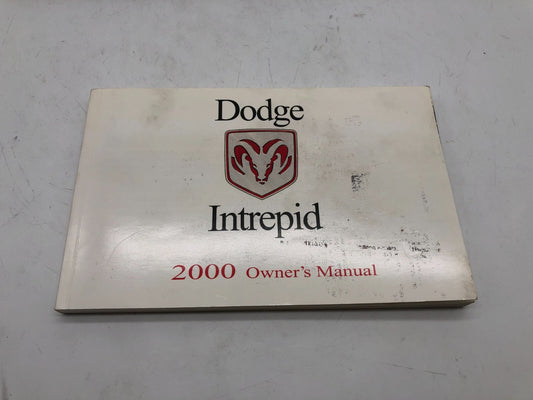 Dodge
Intrepid
2000 Owner's Manual